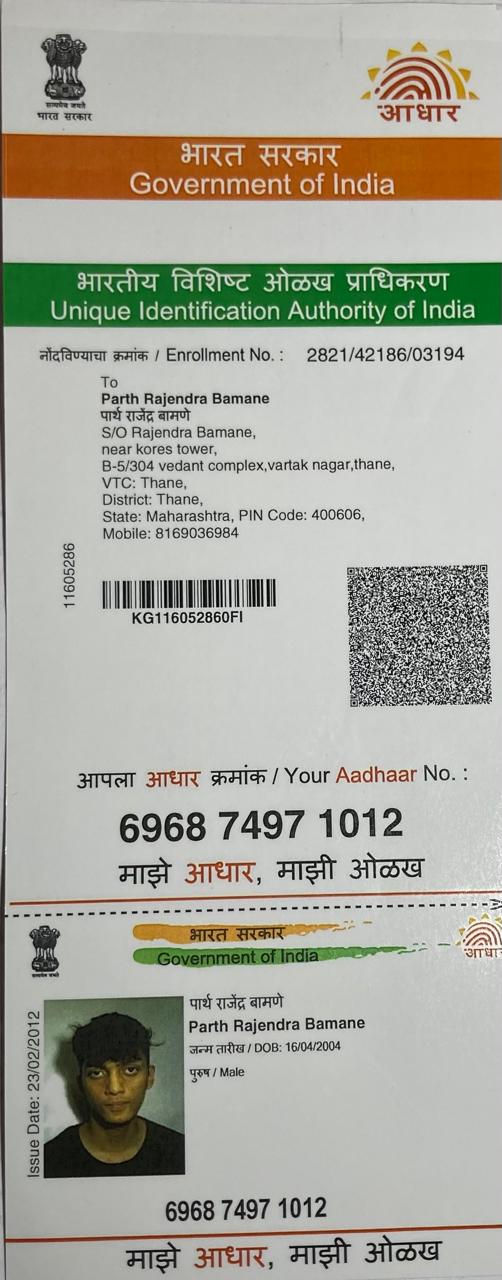 सत्यमेव जयते
भारत सरकार
आधार
भारत सरकार
Government of India
भारतीय विशिष्ट ओळख प्राधिकरण
Unique Identification Authority of India
नोंदविण्याचा क्रमांक / Enrollment No. : 2821/42186/03194
To
Parth Rajendra Bamane
पार्थ राजेंद्र बामणे
S/O Rajendra Bamane,
near kores tower,
B-5/304 vedant complex,vartak nagar,thane,
VTC: Thane,
District: Thane,
State: Maharashtra, PIN Code: 400606,
Mobile: 8169036984
11605286
KG116052860FI
आपला आधार क्रमांक / Your Aadhaar No. :
6968 7497 1012
माझे आधार, माझी ओळख
भारत सरकार
Government of India
पार्थ राजेंद्र बामणे
Parth Rajendra Bamane
जन्म तारीख / DOB: 16/04/2004
पुरुष / Male
Issue Date: 23/02/2012
6968 7497 1012
माझे आधार, माझी ओळख